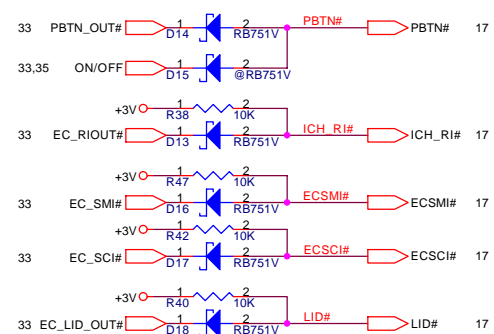 33 PBTN_OUT# 1 2 PBTN# PBTN# 17
D14 RB751V
33,35 ON/OFF 1 2
D15 @RB751V
+3V 1 2
R38 10K
33 EC_RIOUT# 1 2 ICH_RI# ICH_RI# 17
D13 RB751V
+3V 1 2
R47 10K
33 EC_SMI# 1 2 ECSMI# ECSMI# 17
D16 RB751V
+3V 1 2
R42 10K
33 EC_SCI# 1 2 ECSCI# ECSCI# 17
D17 RB751V
+3V 1 2
R40 10K
33 EC_LID_OUT# 1 2 LID# LID# 17
D18 RB751V